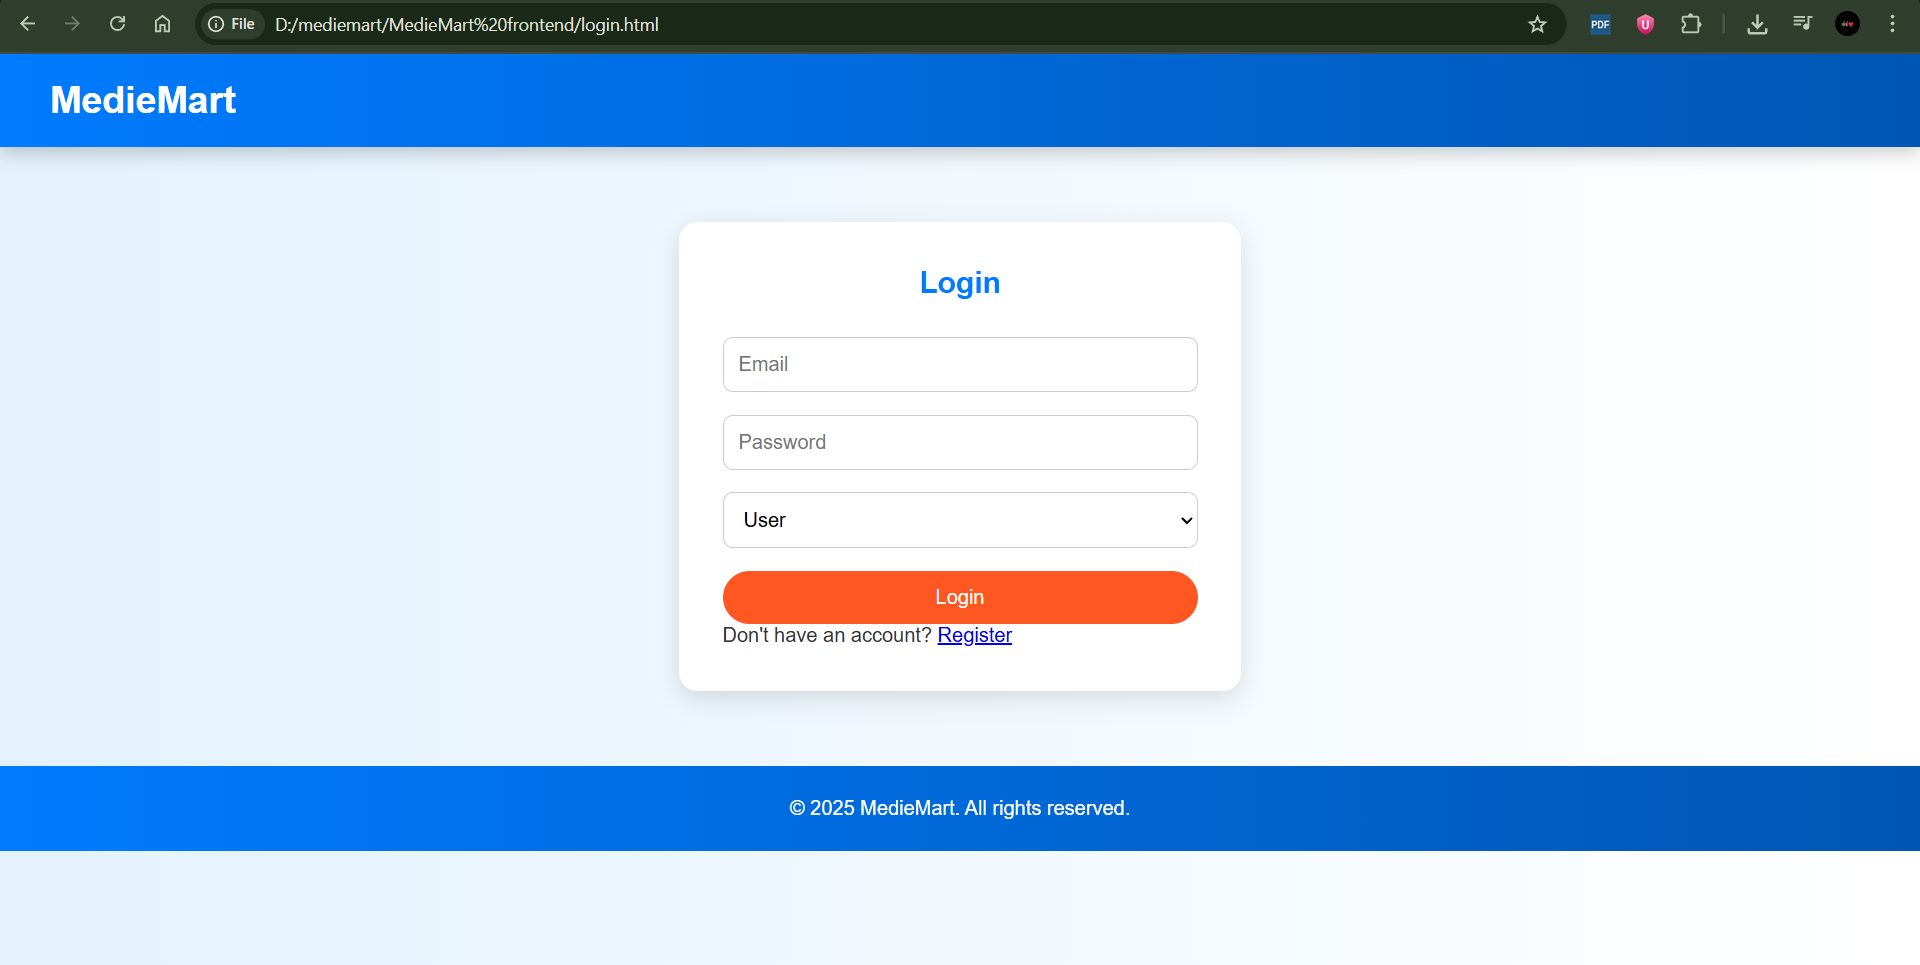 File
D:/mediemart/MedieMart%20frontend/login.html
PDF
U
MedieMart
Login
Email
Password
User
Login
Don't have an account? Register
© 2025 MedieMart. All rights reserved.